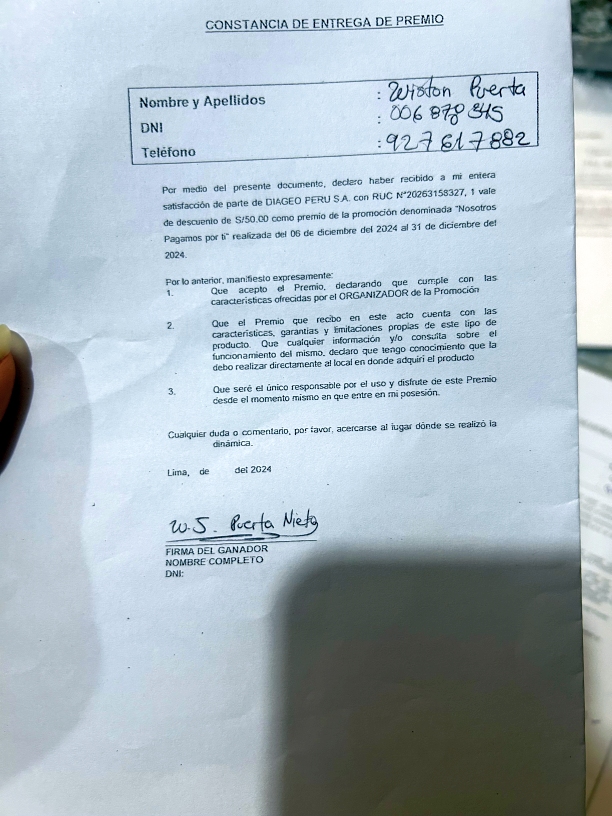 CONSTANCIA DE ENTREGA DE PREMIO
Nombre y Apellidos : Wiston Puerta
DNI : 006 878 345
Teléfono : 927617882
Por medio del presente documento, declaro haber recibido a mi entera
satisfacción de parte de DIAGEO PERU S.A. con RUC N°20263158327, 1 vale
de descuento de S/50.00 como premio de la promoción denominada "Nosotros
Pagamos por ti" realizada del 06 de diciembre del 2024 al 31 de diciembre del
2024.
Por lo anterior, manifiesto expresamente:
1. Que acepto el Premio, declarando que cumple con las
características ofrecidas por el ORGANIZADOR de la Promoción
2. Que el Premio que recibo en este acto cuenta con las
características, garantías y limitaciones propias de este tipo de
producto. Que cualquier información y/o consulta sobre el
funcionamiento del mismo, declaro que tengo conocimiento que la
debo realizar directamente al local en donde adquirí el producto
3. Que seré el único responsable por el uso y disfrute de este Premio
desde el momento mismo en que entre en mi posesión.
Cualquier duda o comentario, por favor, acercarse al lugar dónde se realizó la
dinámica.
Lima, de del 2024
W.S. Puerta Nieto
FIRMA DEL GANADOR
NOMBRE COMPLETO
DNI: